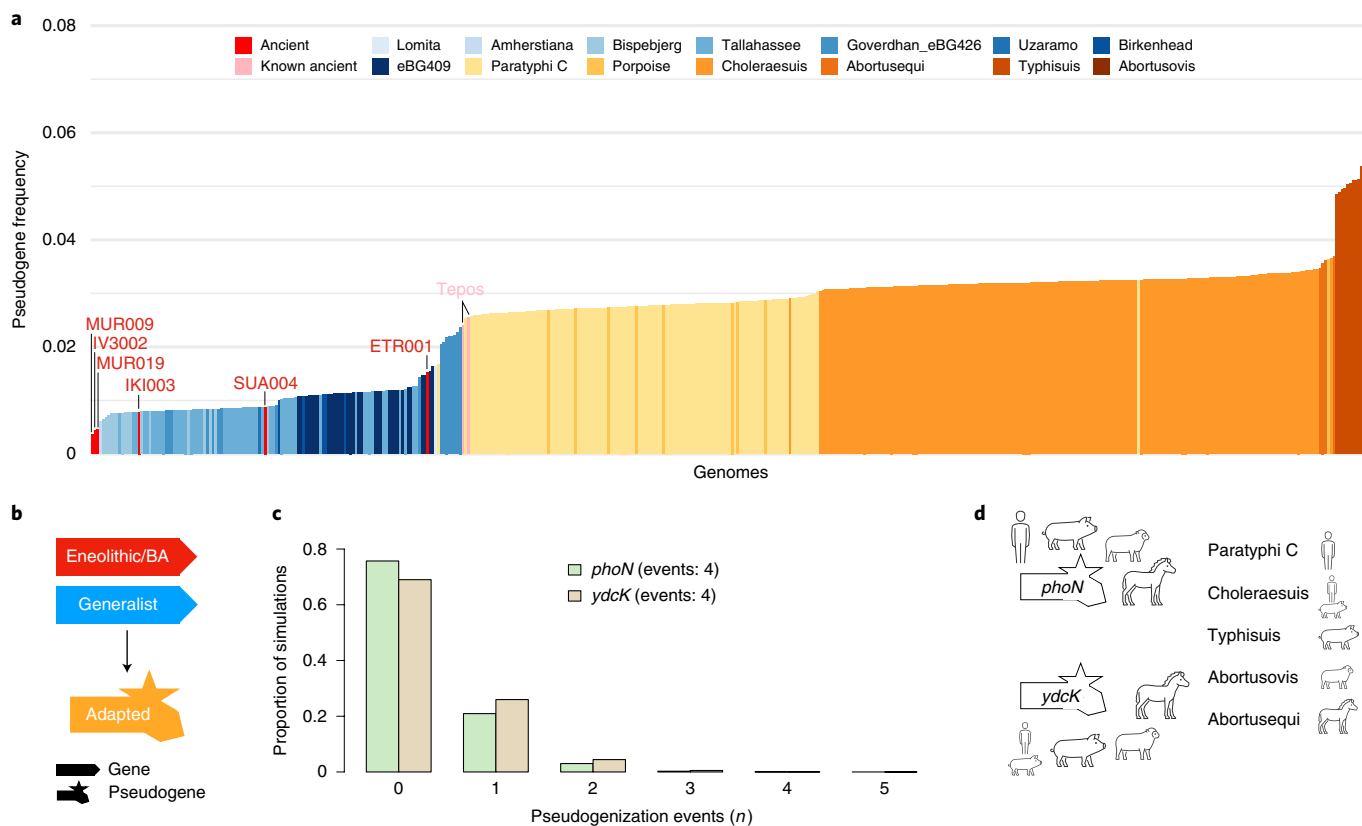 a
0.08
Ancient Lomita Amherstiana Bispebjerg Tallahassee Goverdhan_eBG426 Uzaramo Birkenhead
Known ancient eBG409 Paratyphi C Porpoise Choleraesuis Abortusequi Typhisuis Abortusovis
0.06
Pseudogene frequency
0.04
Tepos
0.02
MUR009
IV3002
MUR019
IKI003
SUA004
ETR001
0
Genomes
b
Eneolithic/BA
Generalist
Adapted
Gene
Pseudogene
c
Proportion of simulations
0.8
0.6
0.4
0.2
0
phoN (events: 4)
ydcK (events: 4)
0 1 2 3 4 5
Pseudogenization events (n)
d
phoN
ydcK
Paratyphi C
Choleraesuis
Typhisuis
Abortusovis
Abortusequi